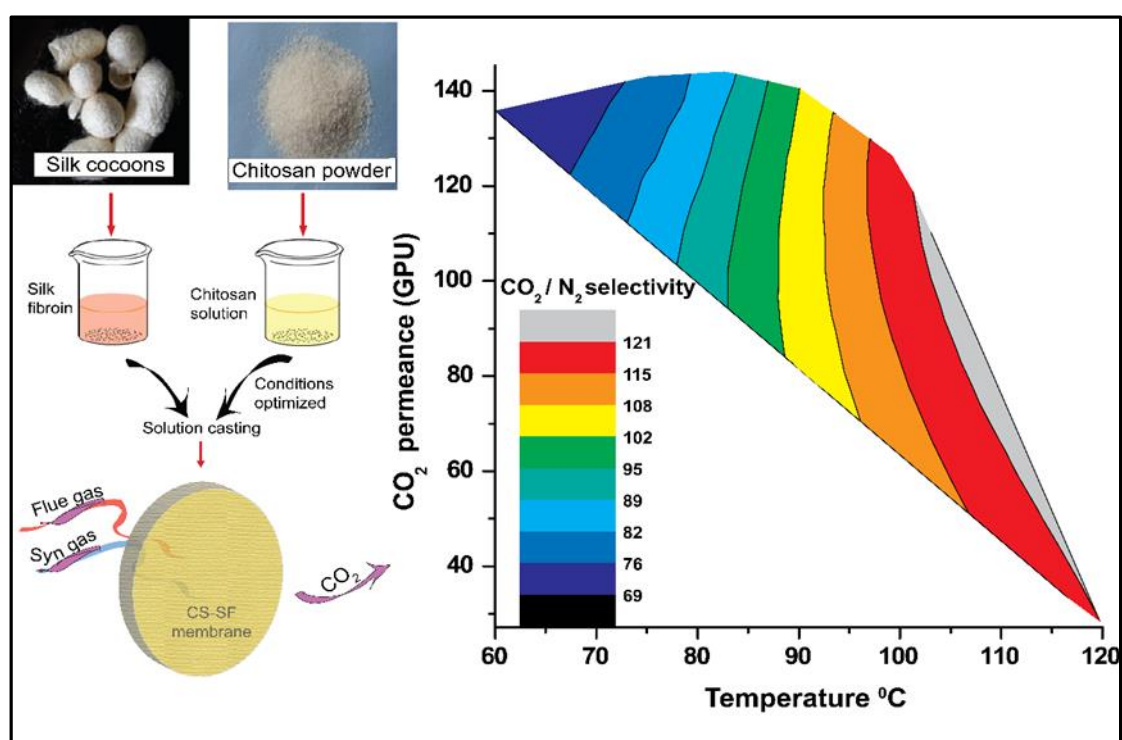 Silk cocoons
Chitosan powder
Silk
fibroin
Chitosan
solution
Conditions
optimized
Solution casting
Flue gas
Syn gas
CS-SF
membrane
CO₂
CO₂ permeance (GPU)
140
120
100
80
60
40
CO₂ / N₂ selectivity
121
115
108
102
95
89
82
76
69
60
70
80
90
100
110
120
Temperature ⁰C